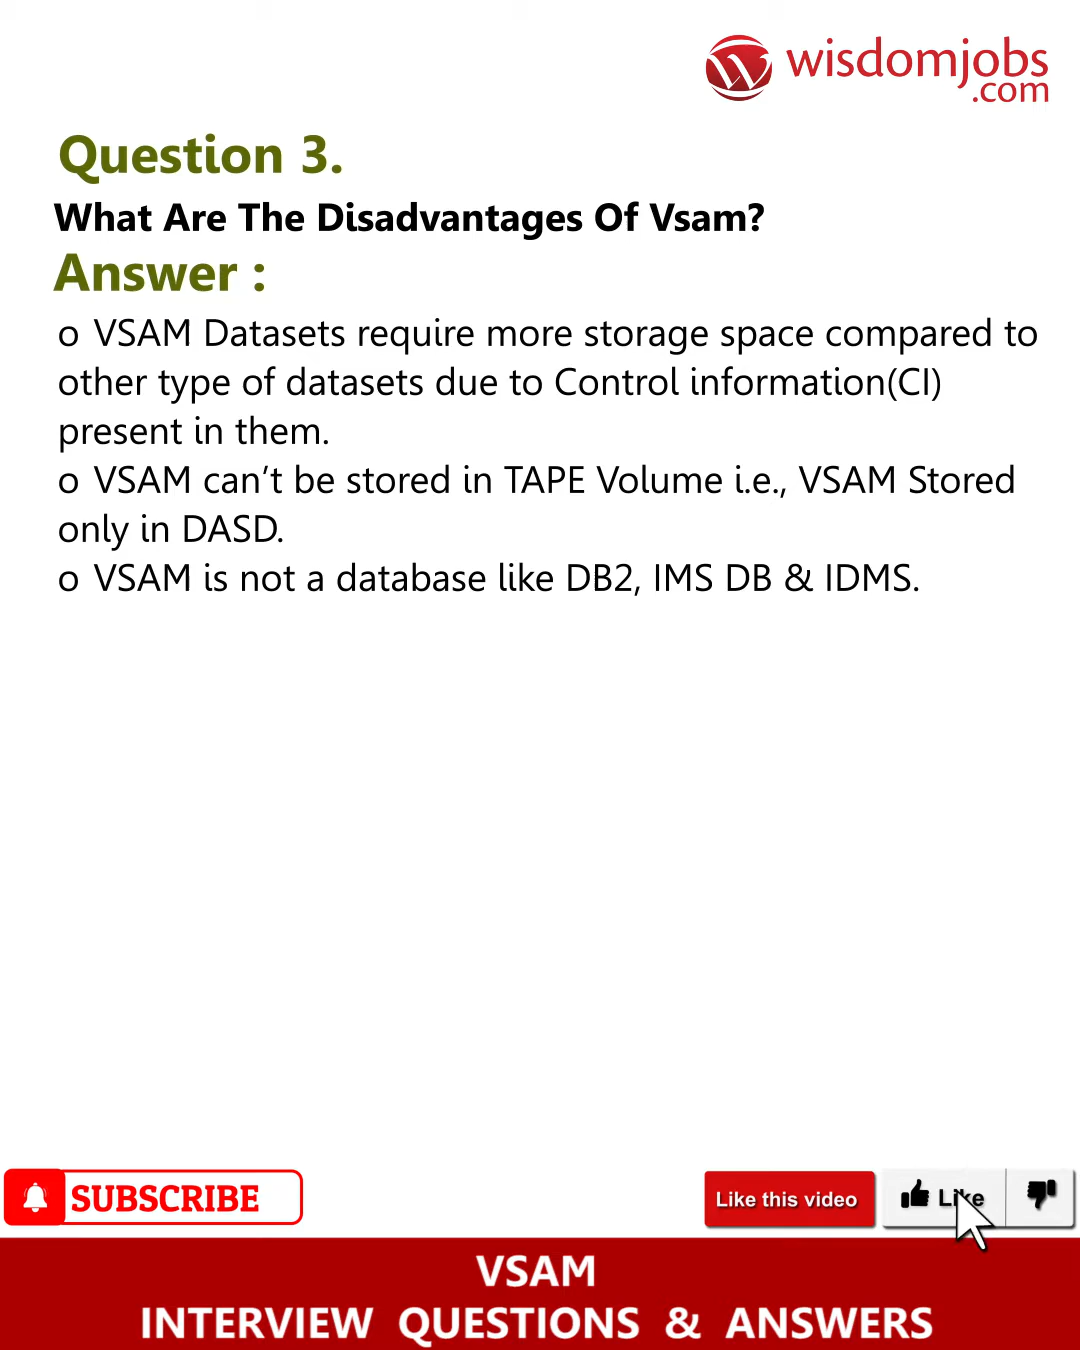 wisdomjobs
.com
Question 3.
What Are The Disadvantages Of Vsam?
Answer :
o VSAM Datasets require more storage space compared to
other type of datasets due to Control information(CI)
present in them.
o VSAM can’t be stored in TAPE Volume i.e., VSAM Stored
only in DASD.
o VSAM is not a database like DB2, IMS DB & IDMS.
SUBSCRIBE
Like this video
Like
VSAM
INTERVIEW QUESTIONS & ANSWERS